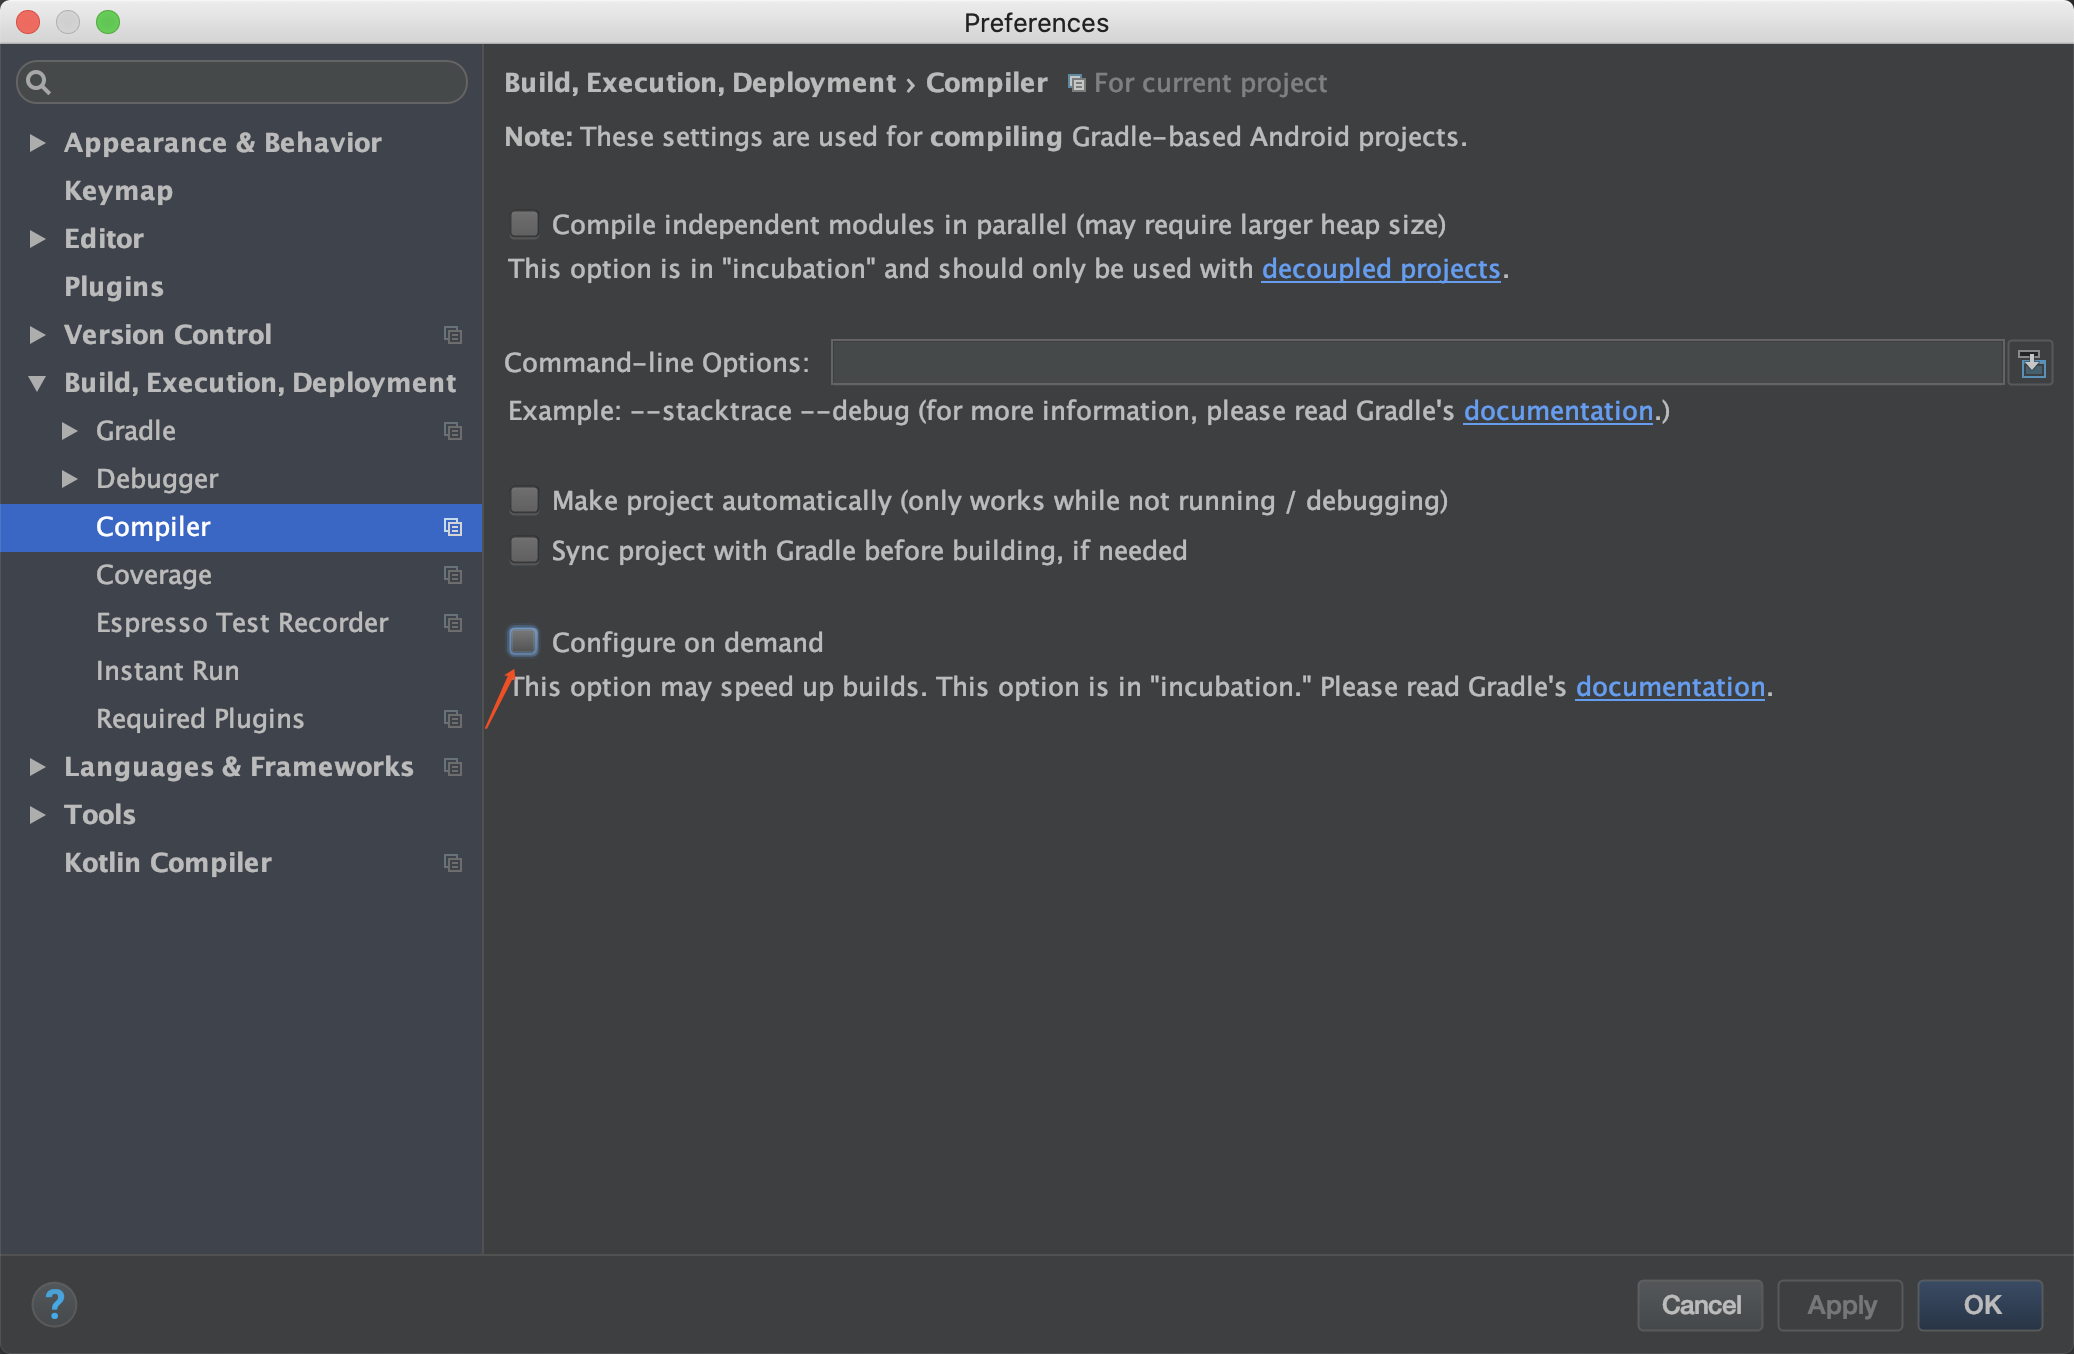 Preferences
Appearance & Behavior
Keymap
Editor
Plugins
Version Control
Build, Execution, Deployment
Gradle
Debugger
Compiler
Coverage
Espresso Test Recorder
Instant Run
Required Plugins
Languages & Frameworks
Tools
Kotlin Compiler
Build, Execution, Deployment › Compiler For current project
Note: These settings are used for compiling Gradle-based Android projects.
Compile independent modules in parallel (may require larger heap size)
This option is in "incubation" and should only be used with decoupled projects.
Command-line Options:
Example: --stacktrace --debug (for more information, please read Gradle's documentation.)
Make project automatically (only works while not running / debugging)
Sync project with Gradle before building, if needed
Configure on demand
This option may speed up builds. This option is in "incubation." Please read Gradle's documentation.
?
Cancel
Apply
OK